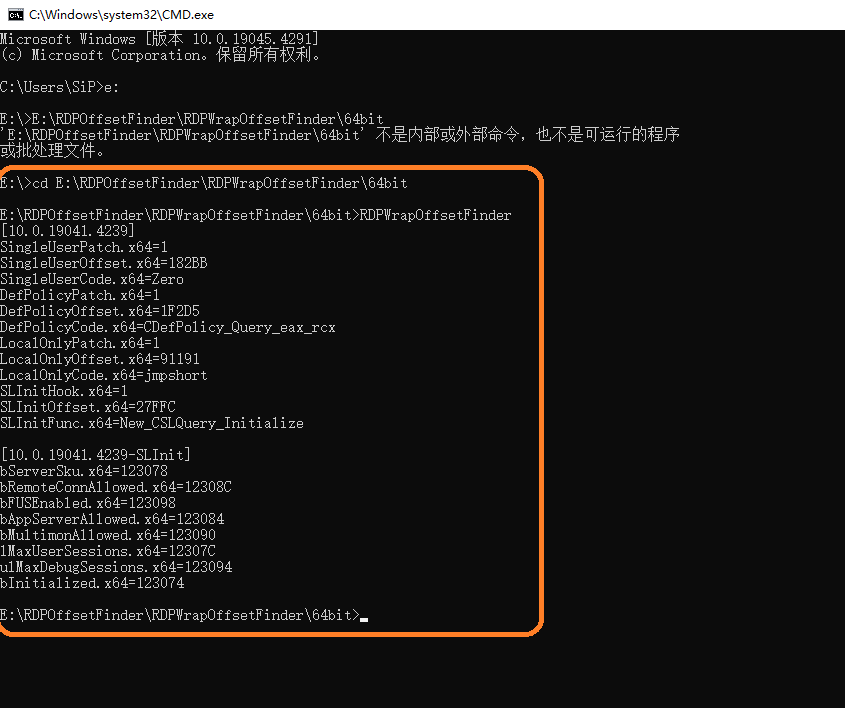 C:\Windows\system32\CMD.exe
Microsoft Windows [版本 10.0.19045.4291]
(c) Microsoft Corporation。保留所有权利。
C:\Users\SiP>e:
E:\>E:\RDPOffsetFinder\RDPWrapOffsetFinder\64bit
'E:\RDPOffsetFinder\RDPWrapOffsetFinder\64bit' 不是内部或外部命令，也不是可运行的程序
或批处理文件。
E:\>cd E:\RDPOffsetFinder\RDPWrapOffsetFinder\64bit
E:\RDPOffsetFinder\RDPWrapOffsetFinder\64bit>RDPWrapOffsetFinder
[10.0.19041.4239]
SingleUserPatch.x64=1
SingleUserOffset.x64=182BB
SingleUserCode.x64=Zero
DefPolicyPatch.x64=1
DefPolicyOffset.x64=1F2D5
DefPolicyCode.x64=CDefPolicy_Query_eax_rcx
LocalOnlyPatch.x64=1
LocalOnlyOffset.x64=91191
LocalOnlyCode.x64=jmpshort
SLInitHook.x64=1
SLInitOffset.x64=27FFC
SLInitFunc.x64=New_CSLQuery_Initialize
[10.0.19041.4239-SLInit]
bServerSku.x64=123078
bRemoteConnAllowed.x64=12308C
bFUSEnabled.x64=123098
bAppServerAllowed.x64=123084
bMultimonAllowed.x64=123090
lMaxUserSessions.x64=12307C
ulMaxDebugSessions.x64=123094
bInitialized.x64=123074
E:\RDPOffsetFinder\RDPWrapOffsetFinder\64bit>